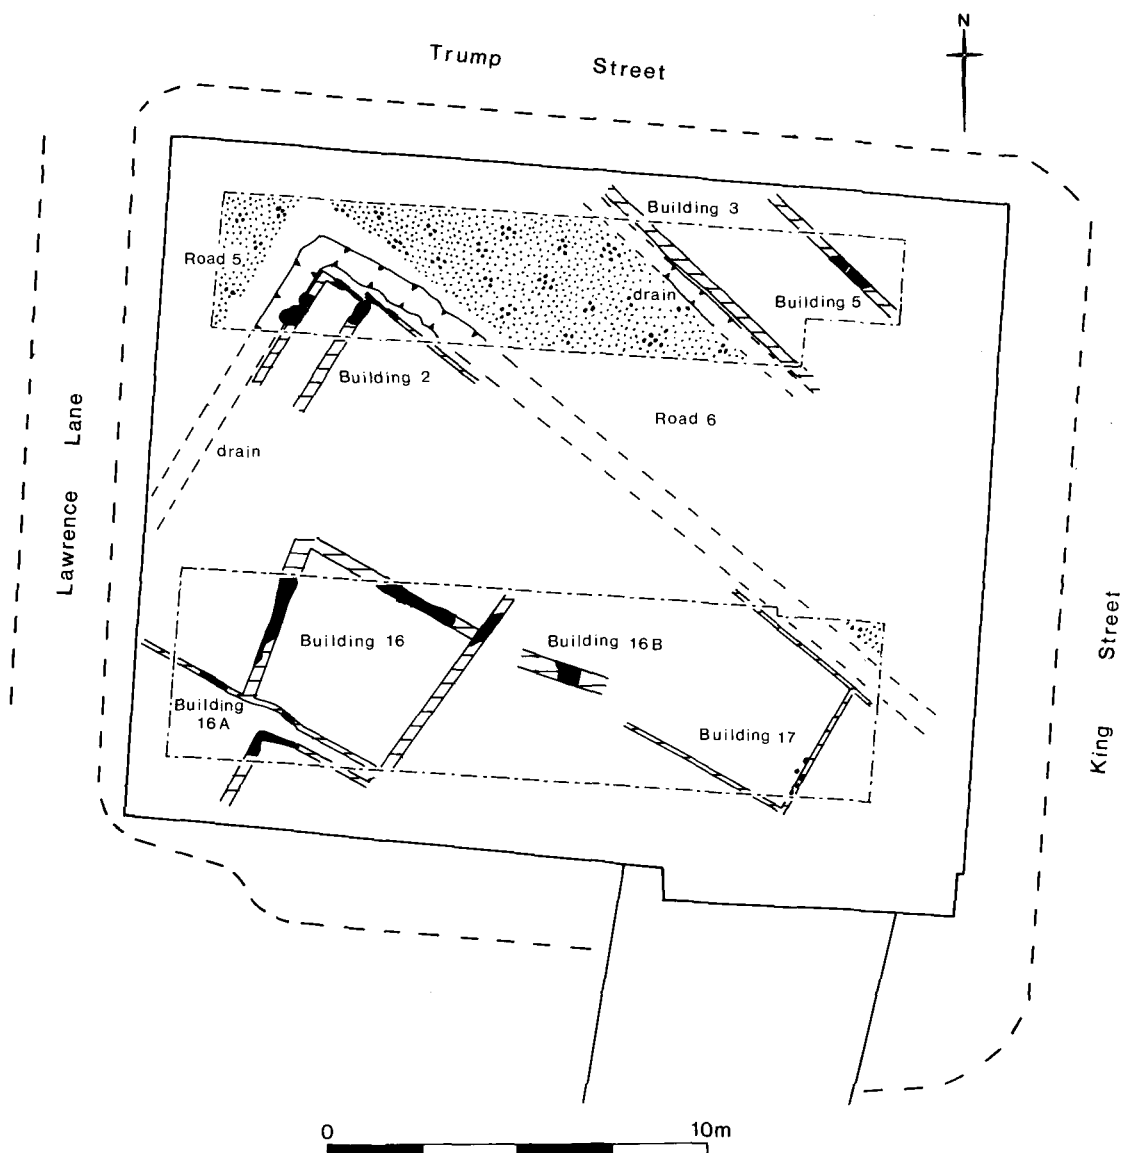 N
Trump Street
Building 3
Road 5
drain
Building 5
Building 2
Road 6
drain
Lawrence Lane
Building 16
Building 16B
Building
16A
Building 17
King Street
0 10m